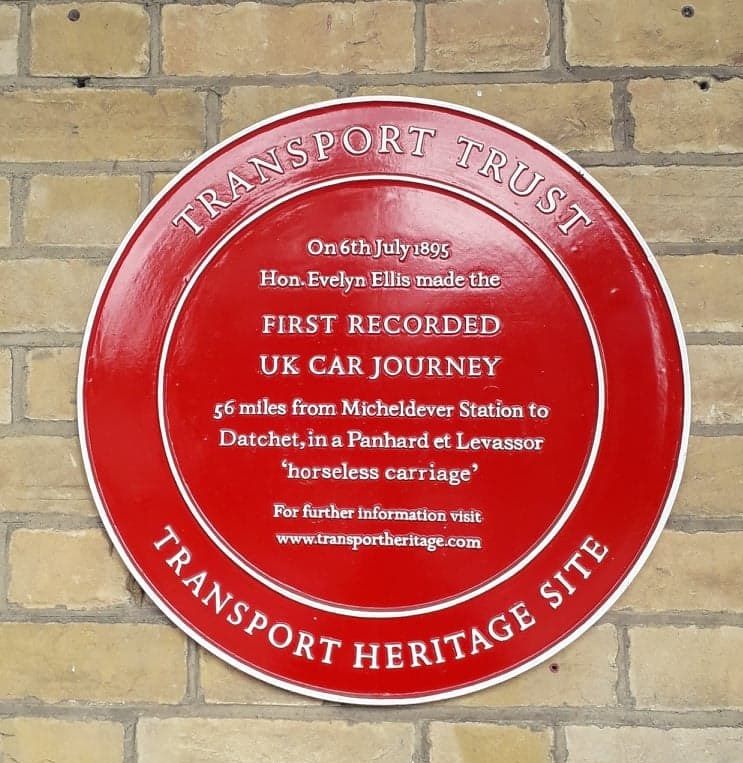 TRANSPORT TRUST
On 6th July 1895
Hon. Evelyn Ellis made the
FIRST RECORDED
UK CAR JOURNEY
56 miles from Micheldever Station to
Datchet, in a Panhard et Levassor
‘horseless carriage’
For further information visit
www.transportheritage.com
TRANSPORT HERITAGE SITE